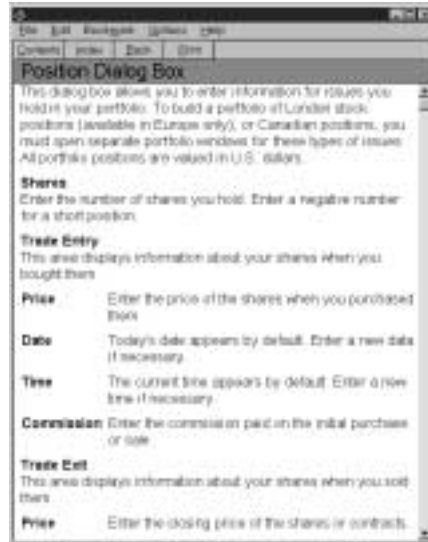 File Edit Bookmark Options Help
Contents Index Back Print
Position Dialog Box
This dialog box allows you to enter information for issues you
hold in your portfolio. To build a portfolio of London stock
positions (available in Europe only), or Canadian positions, you
must open separate portfolio windows for these types of issues.
All portfolio positions are valued in U.S. dollars.
Shares
Enter the number of shares you hold. Enter a negative number
for a short position.
Trade Entry
This area displays information about your shares when you
bought them.
Price Enter the price of the shares when you purchased
them.
Date Today's date appears by default. Enter a new date
if necessary.
Time The current time appears by default. Enter a new
time if necessary.
Commission Enter the commission paid on the initial purchase
or sale.
Trade Exit
This area displays information about your shares when you sold
them.
Price Enter the closing price of the shares or contracts.